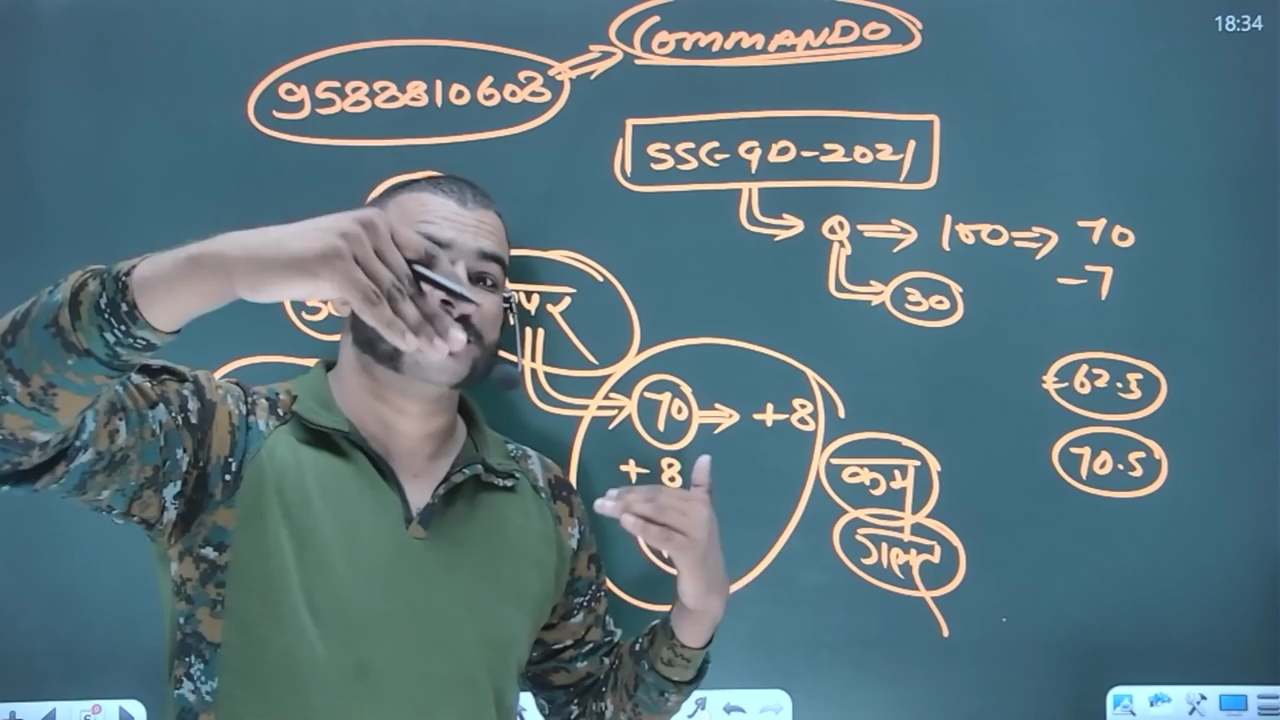 18:34
COMMANDO
9588810608
SSC-GD-2021
Q ⇒ 100 ⇒ 70
-7
30
70 ⇒ +8
+8
62.5
70.5
कम
गलत